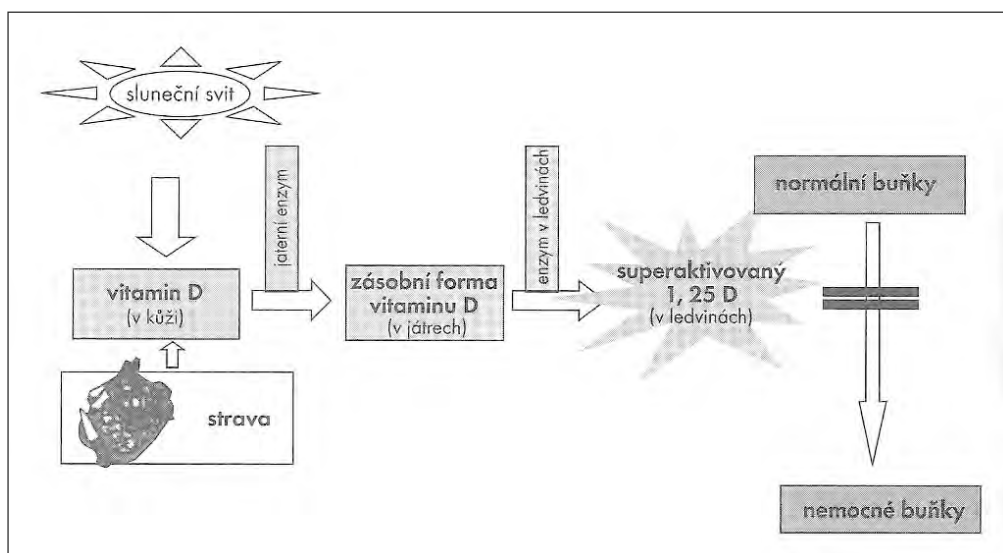 sluneční svit
jaterní enzym
enzym v ledvinách
normální buňky
vitamin D
(v kůži)
zásobní forma
vitaminu D
(v játrech)
superaktivovaný
1, 25 D
(v ledvinách)
strava
nemocné buňky